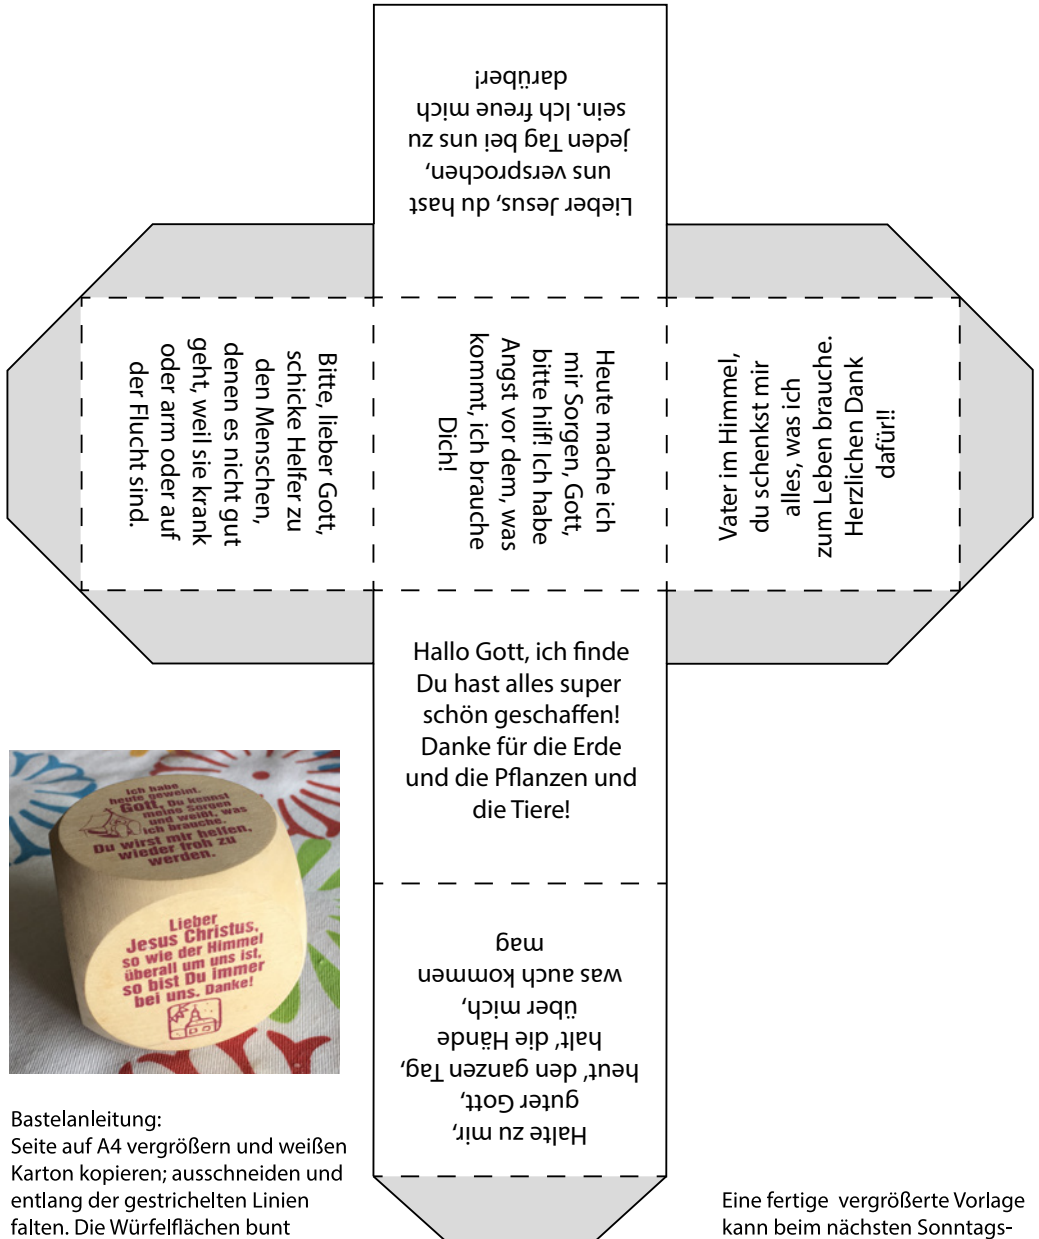 Lieber Jesus, du hast
uns versprochen,
jeden Tag bei uns zu
sein. Ich freue mich
darüber!
Bitte, lieber Gott,
schicke Helfer zu
den Menschen,
denen es nicht gut
geht, weil sie krank
oder arm oder auf
der Flucht sind.
Heute mache ich
mir Sorgen, Gott,
bitte hilf! Ich habe
Angst vor dem, was
kommt, ich brauche
Dich!
Vater im Himmel,
du schenkst mir
alles, was ich
zum Leben brauche.
Herzlichen Dank
dafür!!
Hallo Gott, ich finde
Du hast alles super
schön geschaffen!
Danke für die Erde
und die Pflanzen und
die Tiere!
Halte zu mir,
guter Gott,
heut’ den ganzen Tag,
halt’ die Hände
über mich,
was auch kommen
mag
Ich habe
heute geweint.
Gott, Du kennst
meine Sorgen
und weißt, was
ich brauche.
Du wirst mir helfen,
wieder froh zu
werden.
Lieber
Jesus Christus,
so wie der Himmel
überall um uns ist,
so bist Du immer
bei uns. Danke!
Bastelanleitung:
Seite auf A4 vergrößern und weißen
Karton kopieren; ausschneiden und
entlang der gestrichelten Linien
falten. Die Würfelflächen bunt
Eine fertige vergrößerte Vorlage
kann beim nächsten Sonntags-